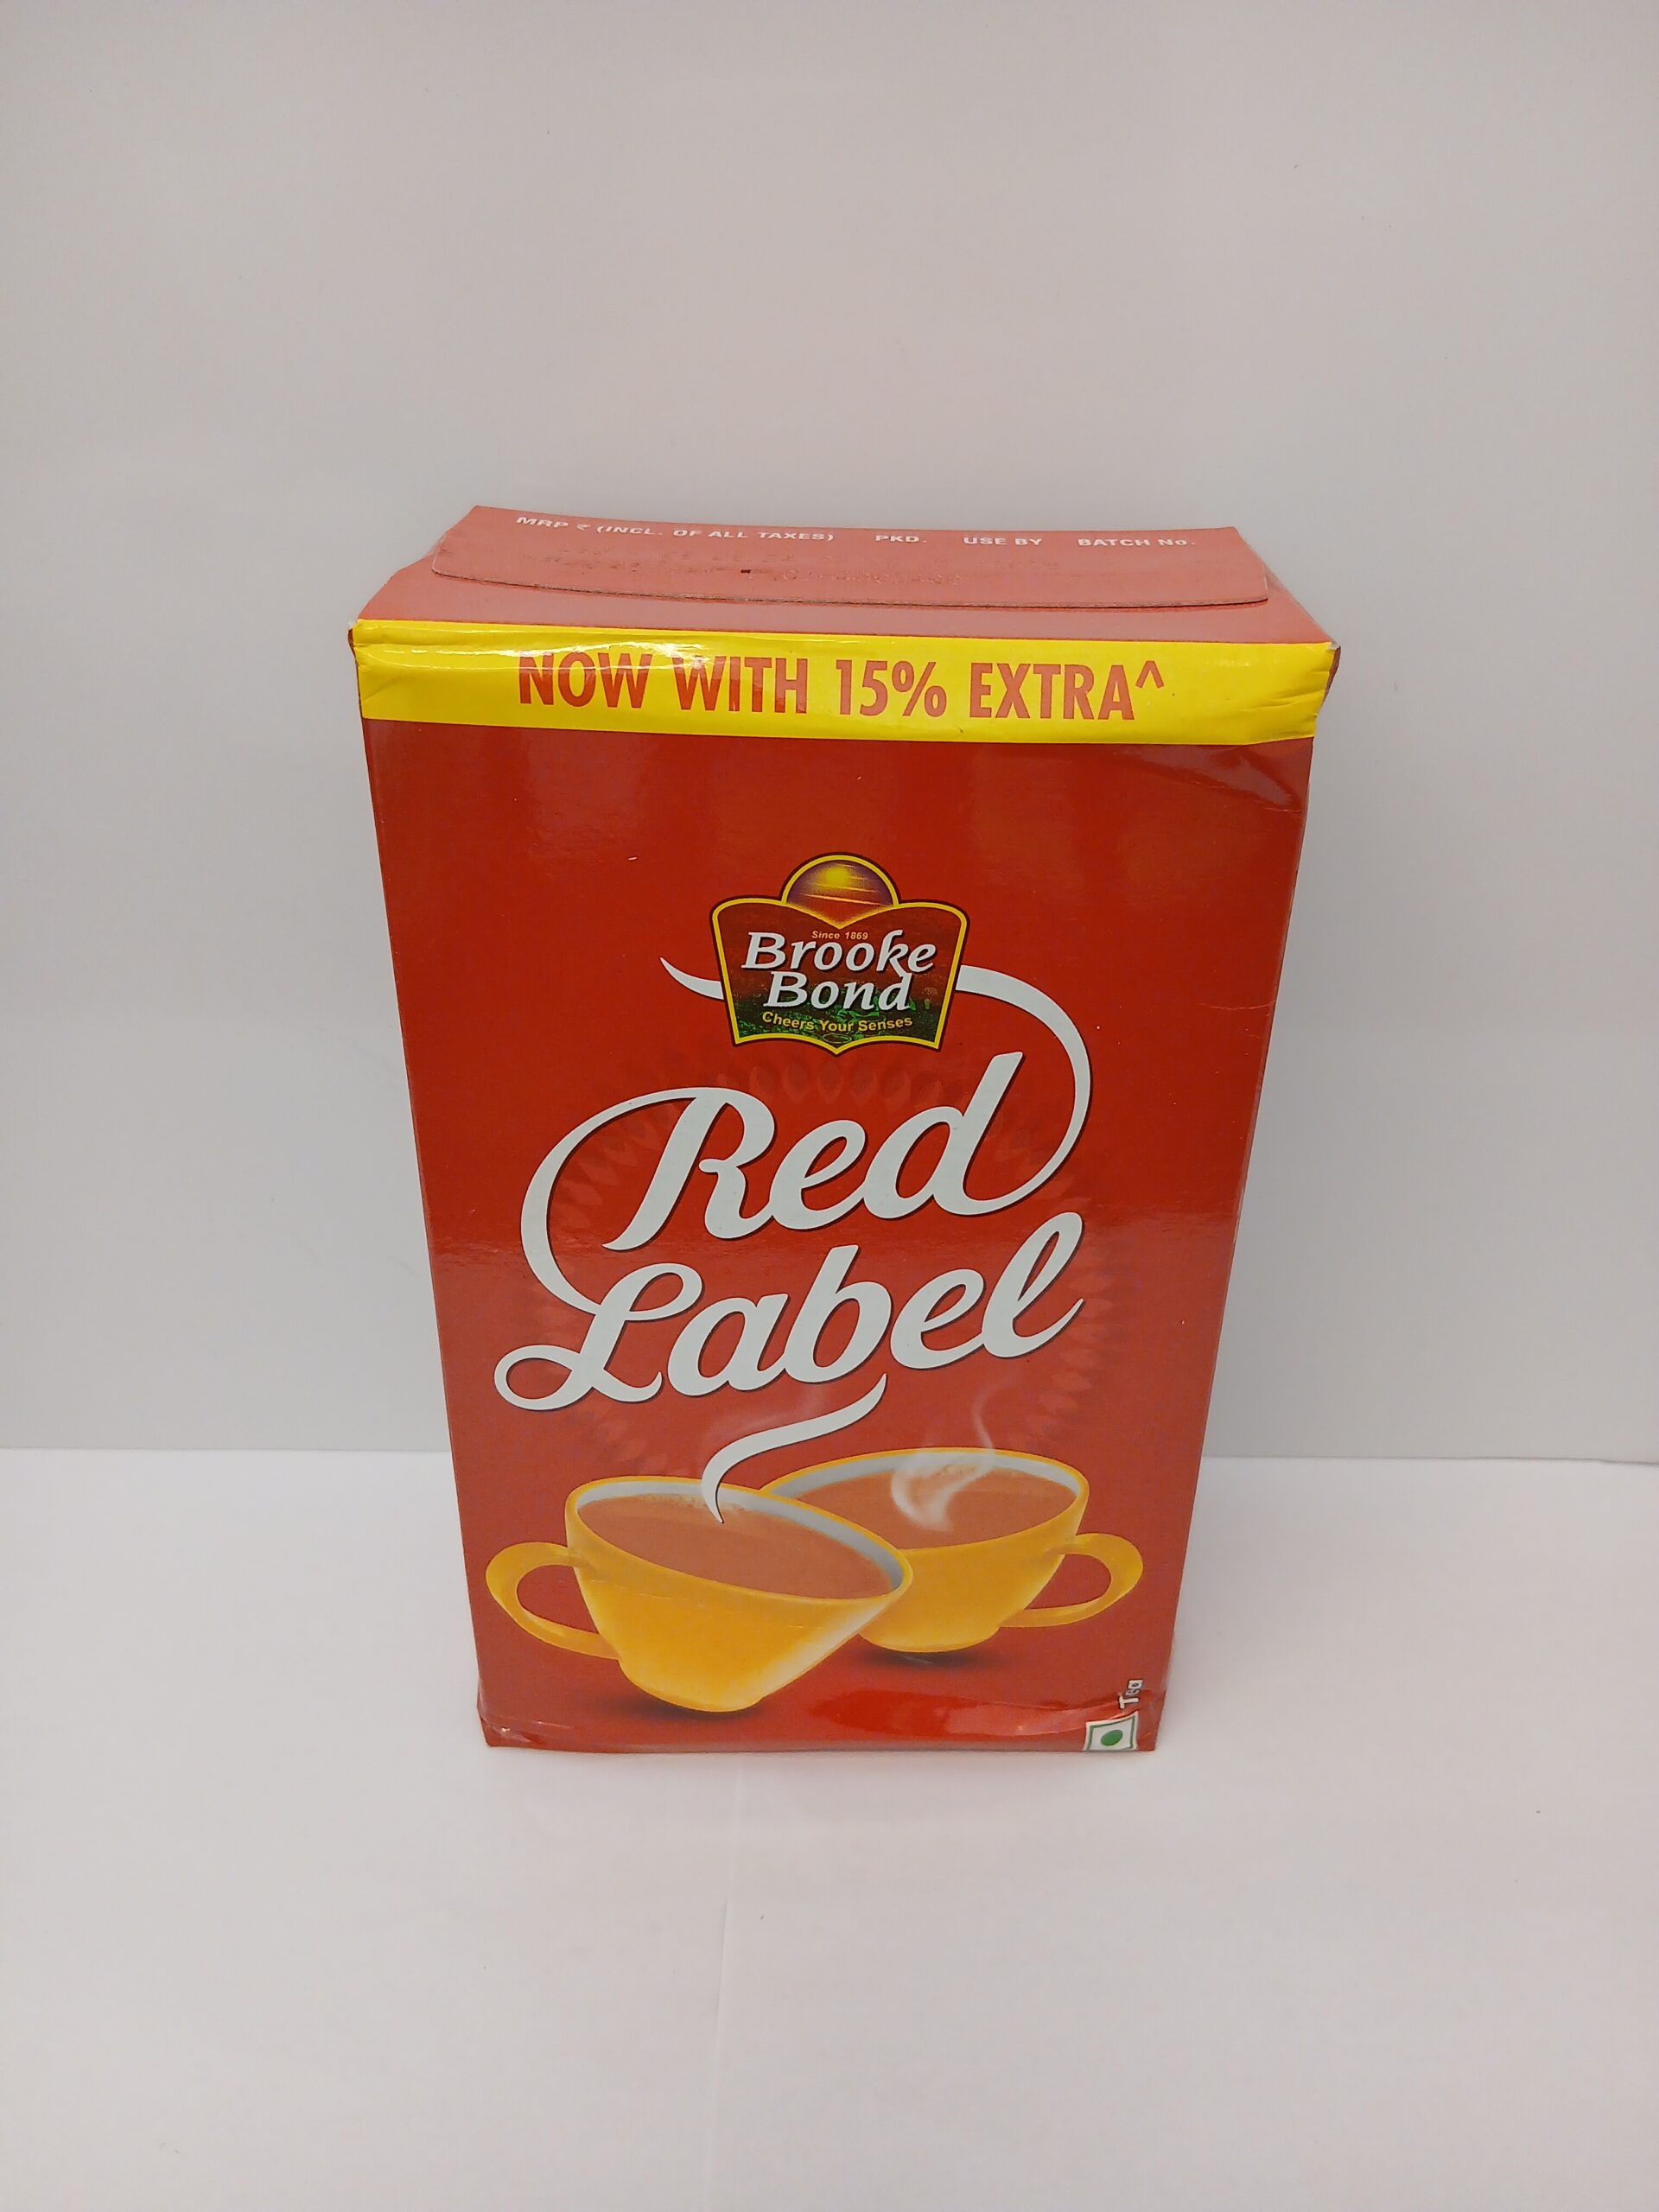 MRP ₹ (INCL. OF ALL TAXES) PKD. USE BY BATCH No.
NOW WITH 15% EXTRA^
Since 1869
Brooke
Bond
Cheers Your Senses
Red
Label
Tea